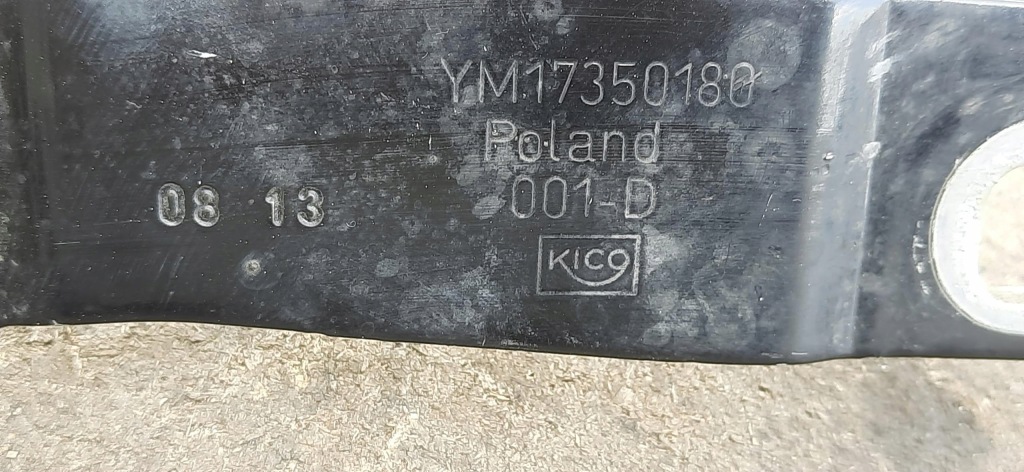 YM17350180
Poland
001-D
08 13
KICO